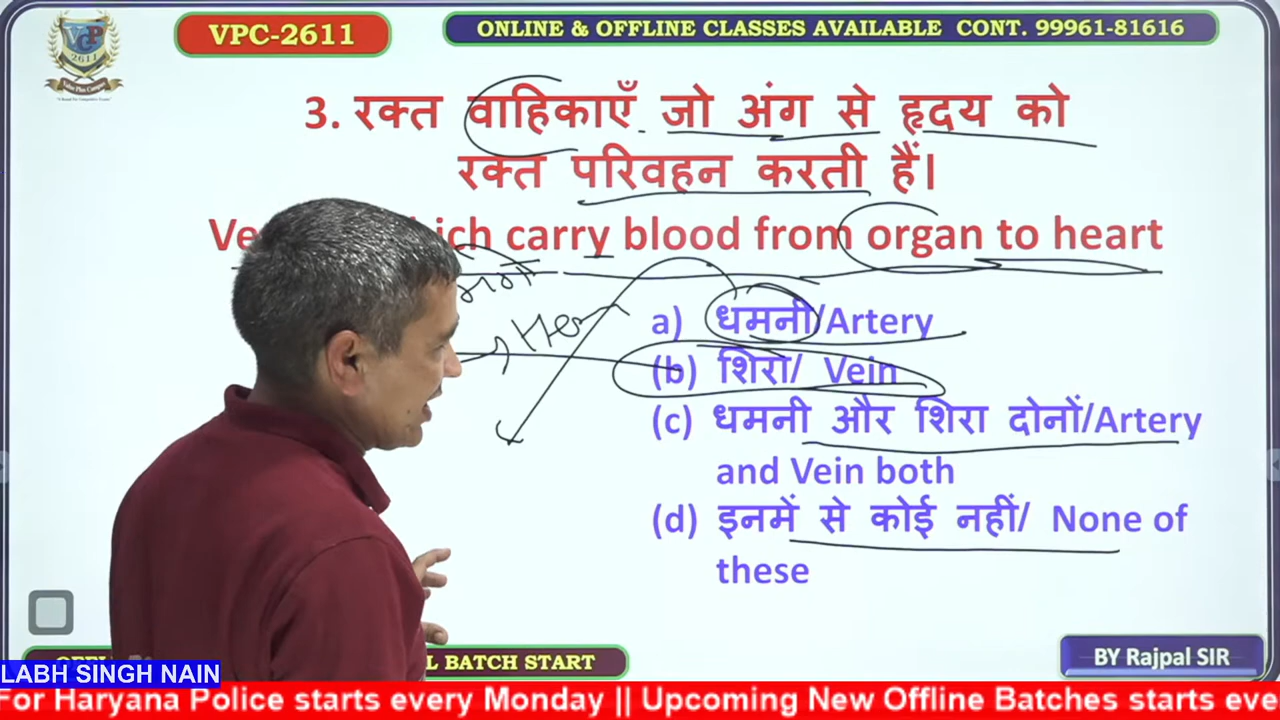 VPC-2611
ONLINE & OFFLINE CLASSES AVAILABLE CONT. 99961-81616
VCP
2611
3. रक्त वाहिकाएँ जो अंग से हृदय को
रक्त परिवहन करती हैं।
carry blood from organ to heart
a) धमनी/Artery
(b) शिरा/ Vein
(c) धमनी और शिरा दोनों/Artery
and Vein both
(d) इनमें से कोई नहीं/ None of
these
L BATCH START
BY Rajpal SIR
LABH SINGH NAIN
For Haryana Police starts every Monday || Upcoming New Offline Batches starts eve